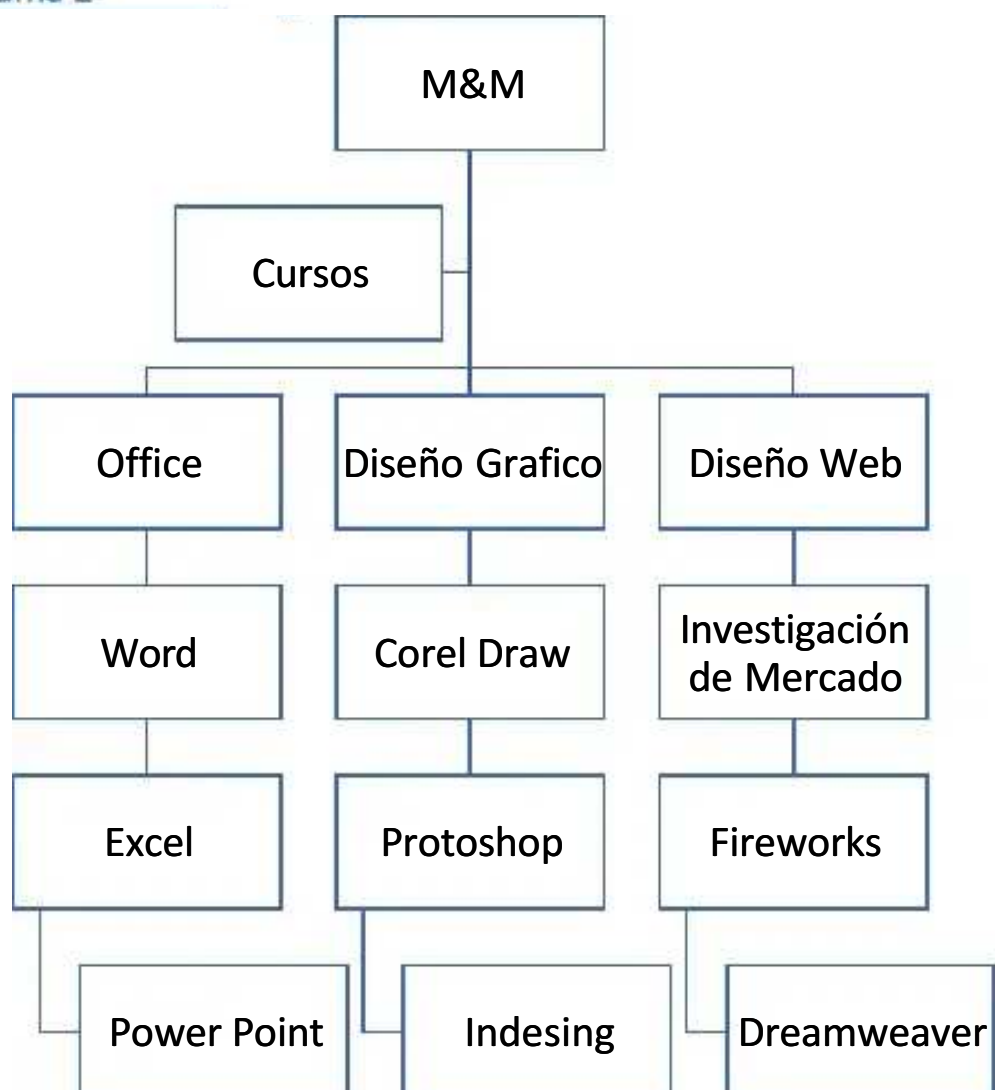 M&M
Cursos
Office
Diseño Grafico
Diseño Web
Word
Corel Draw
Investigación
de Mercado
Excel
Protoshop
Fireworks
Power Point
Indesing
Dreamweaver